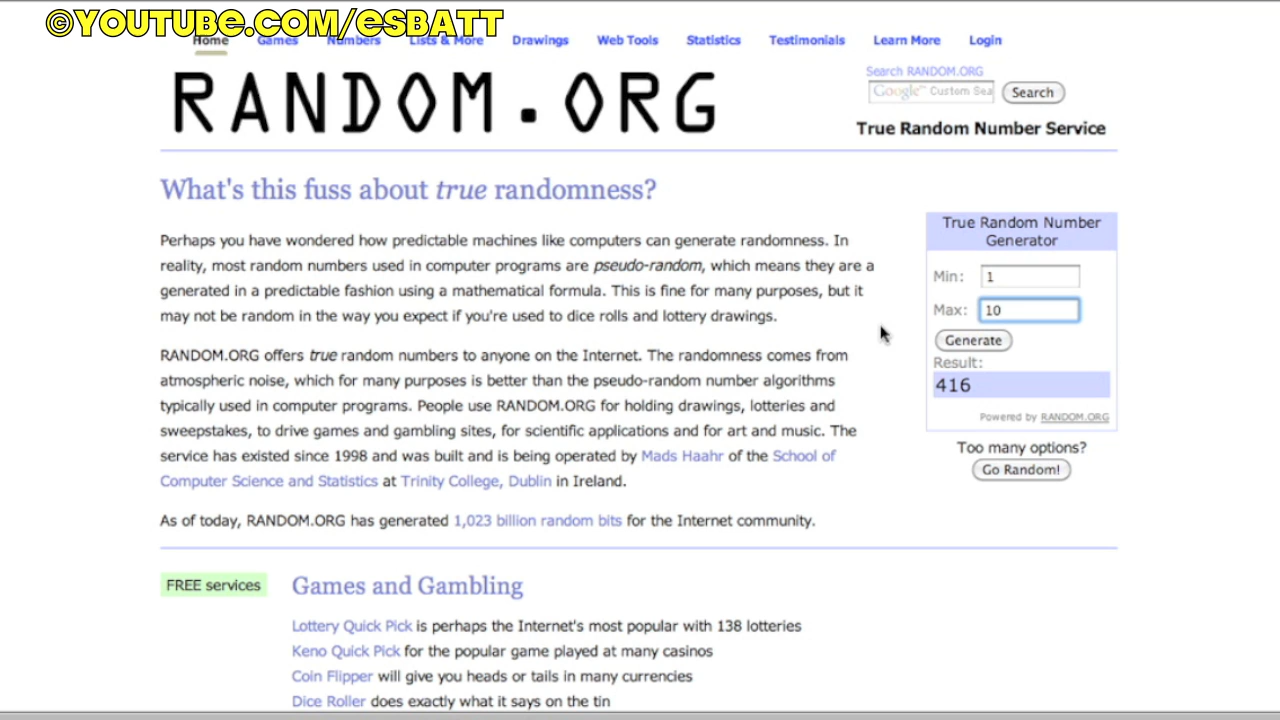 ©YOUTUBE.COM/ESBATT
Home Games Numbers Lists & More Drawings Web Tools Statistics Testimonials Learn More Login
RANDOM.ORG
Search RANDOM.ORG
Google™ Custom Sea Search
True Random Number Service
What's this fuss about true randomness?
Perhaps you have wondered how predictable machines like computers can generate randomness. In
reality, most random numbers used in computer programs are pseudo-random, which means they are a
generated in a predictable fashion using a mathematical formula. This is fine for many purposes, but it
may not be random in the way you expect if you're used to dice rolls and lottery drawings.
RANDOM.ORG offers true random numbers to anyone on the Internet. The randomness comes from
atmospheric noise, which for many purposes is better than the pseudo-random number algorithms
typically used in computer programs. People use RANDOM.ORG for holding drawings, lotteries and
sweepstakes, to drive games and gambling sites, for scientific applications and for art and music. The
service has existed since 1998 and was built and is being operated by Mads Haahr of the School of
Computer Science and Statistics at Trinity College, Dublin in Ireland.
As of today, RANDOM.ORG has generated 1,023 billion random bits for the Internet community.
True Random Number
Generator
Min: 1
Max: 10
Generate
Result:
416
Powered by RANDOM.ORG
Too many options?
Go Random!
FREE services
Games and Gambling
Lottery Quick Pick is perhaps the Internet's most popular with 138 lotteries
Keno Quick Pick for the popular game played at many casinos
Coin Flipper will give you heads or tails in many currencies
Dice Roller does exactly what it says on the tin